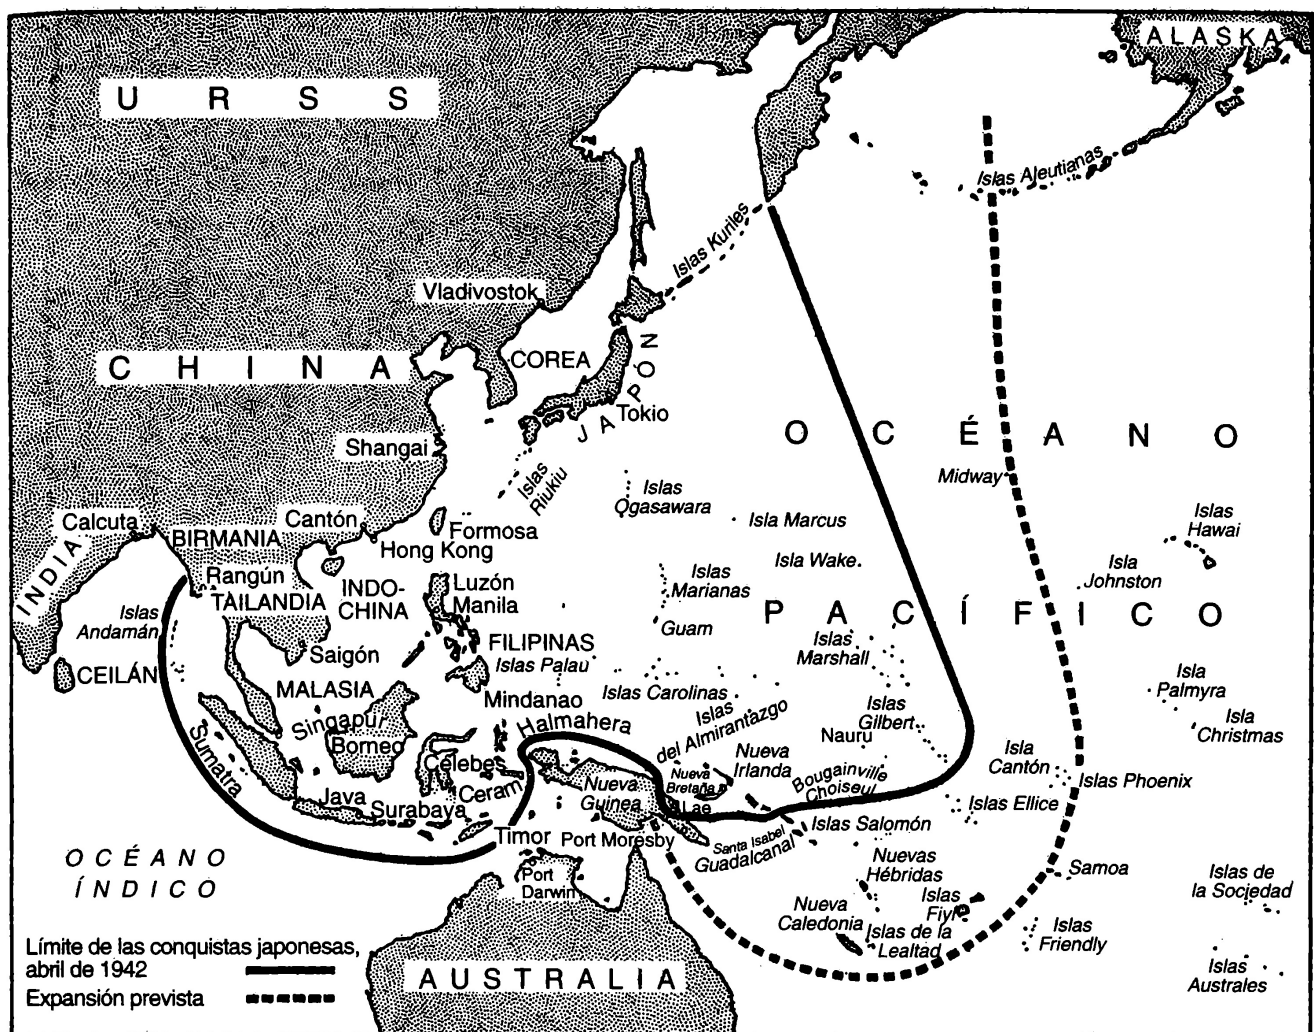 ALASKA
URSS
Islas Aleutianas
Islas Kuriles
Vladivostok
CHINA
COREA
JAPÓN
Tokio
OCÉANO
Shangai
Midway
Islas
Riukiu
Islas
Ogasawara
Isla Marcus
Islas
Hawai
Calcuta
Cantón
Formosa
BIRMANIA
Hong Kong
INDIA
Isla Wake
Isla
Johnston
Rangún
INDO-
CHINA
Luzón
Manila
Islas
Marianas
TAILANDIA
Islas
Andamán
PACÍFICO
Guam
FILIPINAS
Islas
Marshall
Saigón
Islas Palau
CEILÁN
MALASIA
Mindanao
Islas Carolinas
Isla
Palmyra
Islas
del Almirantazgo
Islas
Gilbert
Isla
Christmas
Singapur
Halmahera
Nauru
Borneo
Sumatra
Célebes
Nueva
Irlanda
Isla
Cantón
Nueva
Bretaña
Bougainville
Choiseul
Islas Phoenix
Nueva
Guinea
Ceram
Java
Surabaya
Lae
Islas Ellice
Timor
Port Moresby
Santa Isabel
Guadalcanal
Islas Salomón
OCÉANO
ÍNDICO
Port
Darwin
Nuevas
Hébridas
Samoa
Islas de
la Sociedad
Nueva
Caledonia
Islas
Fiyi
Islas de la
Lealtad
Islas
Friendly
Islas
Australes
AUSTRALIA
Límite de las conquistas japonesas,
abril de 1942
Expansión prevista